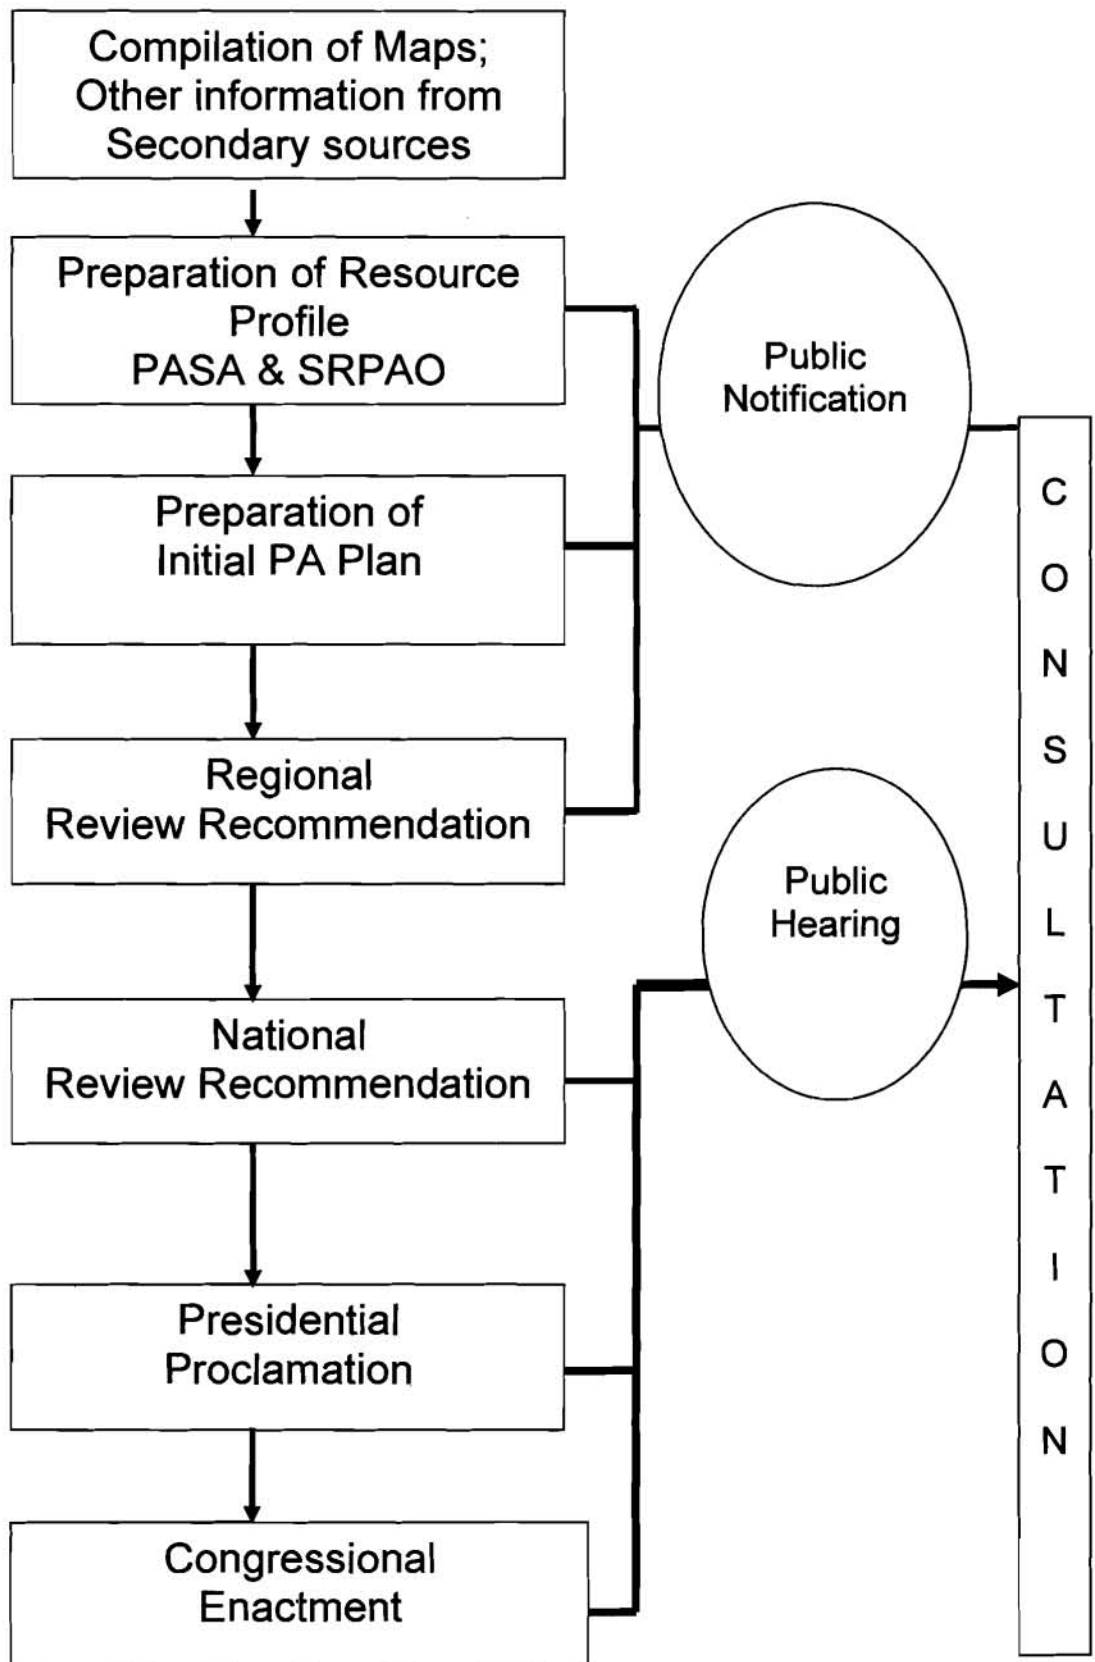 Compilation of Maps;
Other information from
Secondary sources
Preparation of Resource
Profile
PASA & SRPAO
Public
Notification
Preparation of
Initial PA Plan
Regional
Review Recommendation
Public
Hearing
National
Review Recommendation
Presidential
Proclamation
Congressional
Enactment
C
O
N
S
U
L
T
A
T
I
O
N